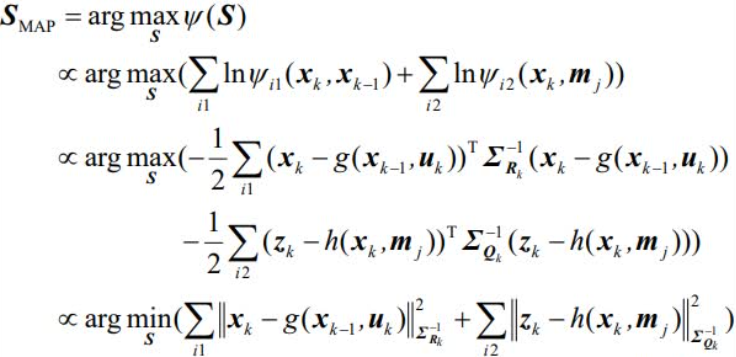 S_MAP = arg max_S ψ(S)
∝ arg max_S (∑_{i1} ln ψ_{i1}(x_k, x_{k−1}) + ∑_{i2} ln ψ_{i2}(x_k, m_j))
∝ arg max_S (−1/2 ∑_{i1} (x_k − g(x_{k−1}, u_k))^T Σ_{R_k}^{−1} (x_k − g(x_{k−1}, u_k))
−1/2 ∑_{i2} (z_k − h(x_k, m_j))^T Σ_{Q_k}^{−1} (z_k − h(x_k, m_j)))
∝ arg min_S (∑_{i1} ‖x_k − g(x_{k−1}, u_k)‖²_{Σ_{R_k}^{−1}} + ∑_{i2} ‖z_k − h(x_k, m_j)‖²_{Σ_{Q_k}^{−1}})